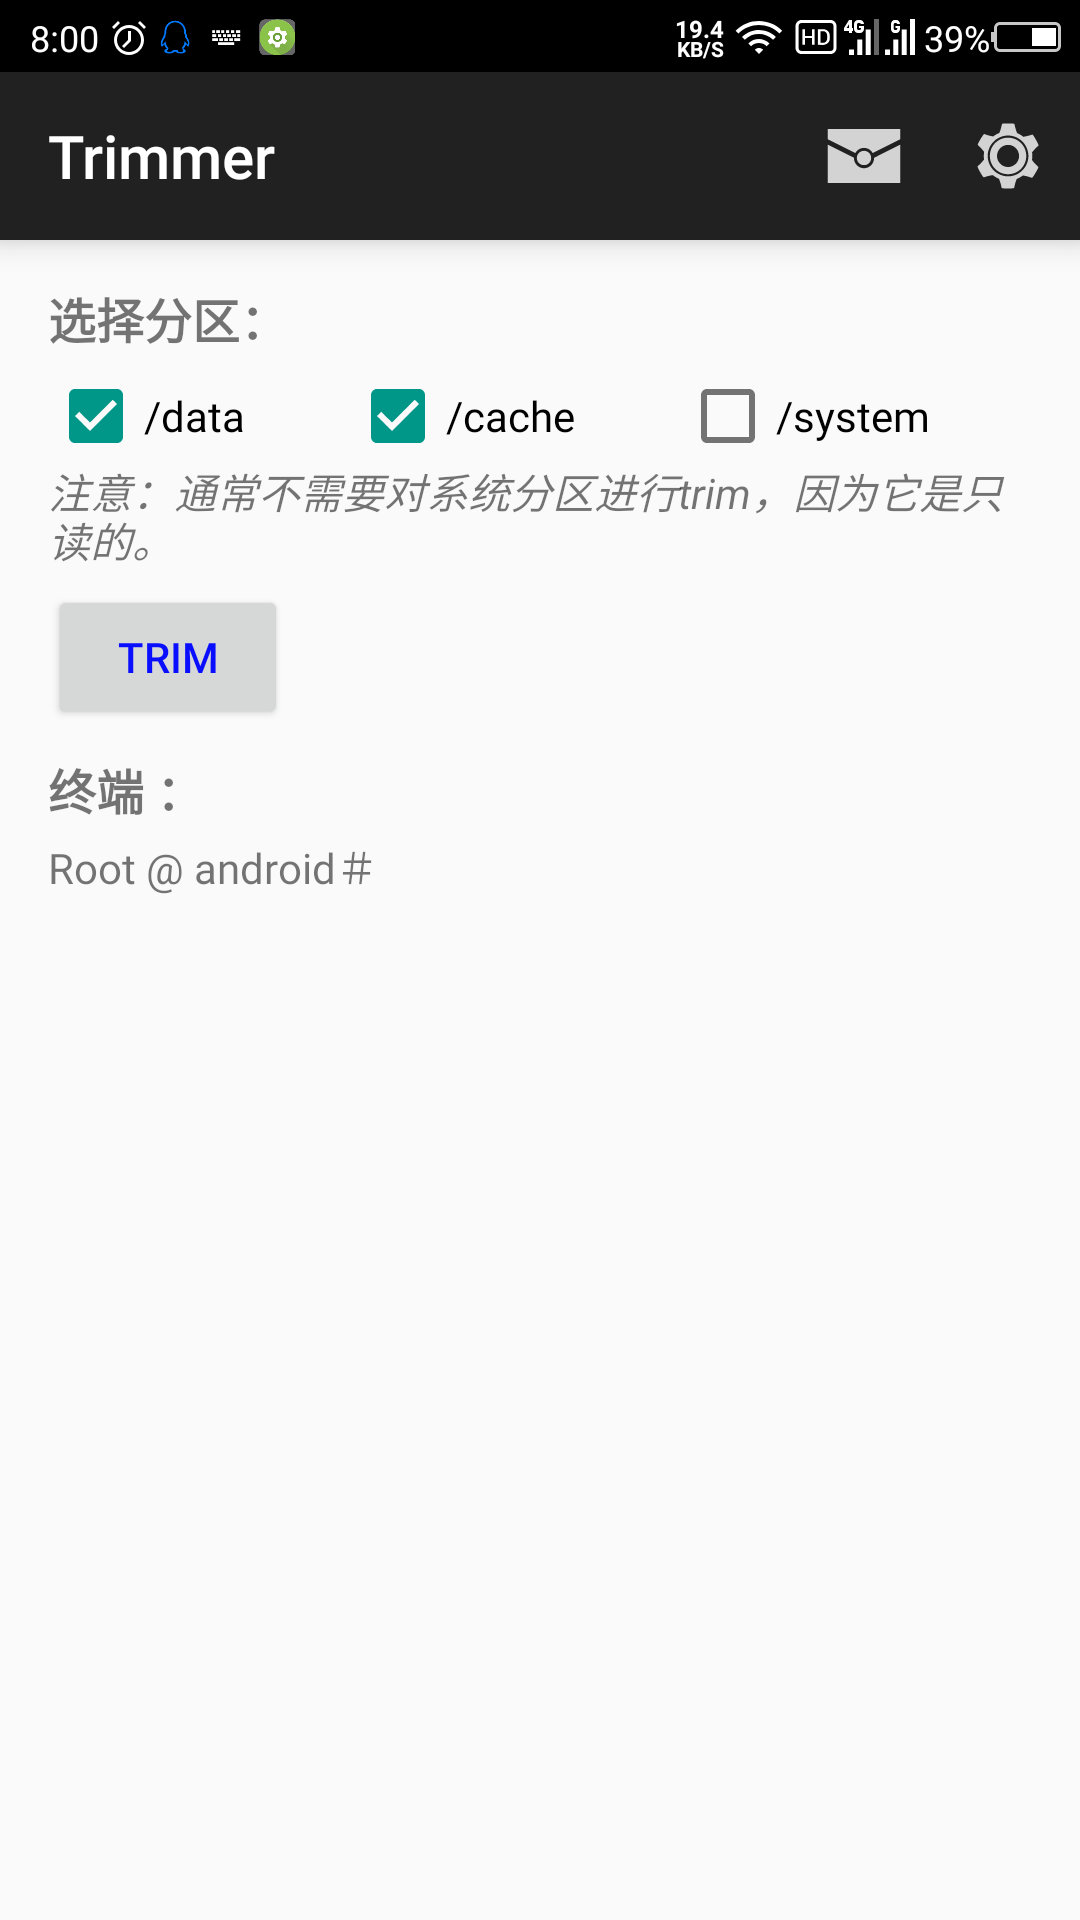 8:00 19.4 KB/S HD 4G G 39%
Trimmer
选择分区：
/data /cache /system
注意：通常不需要对系统分区进行trim，因为它是只
读的。
TRIM
终端 ：
Root @ android＃